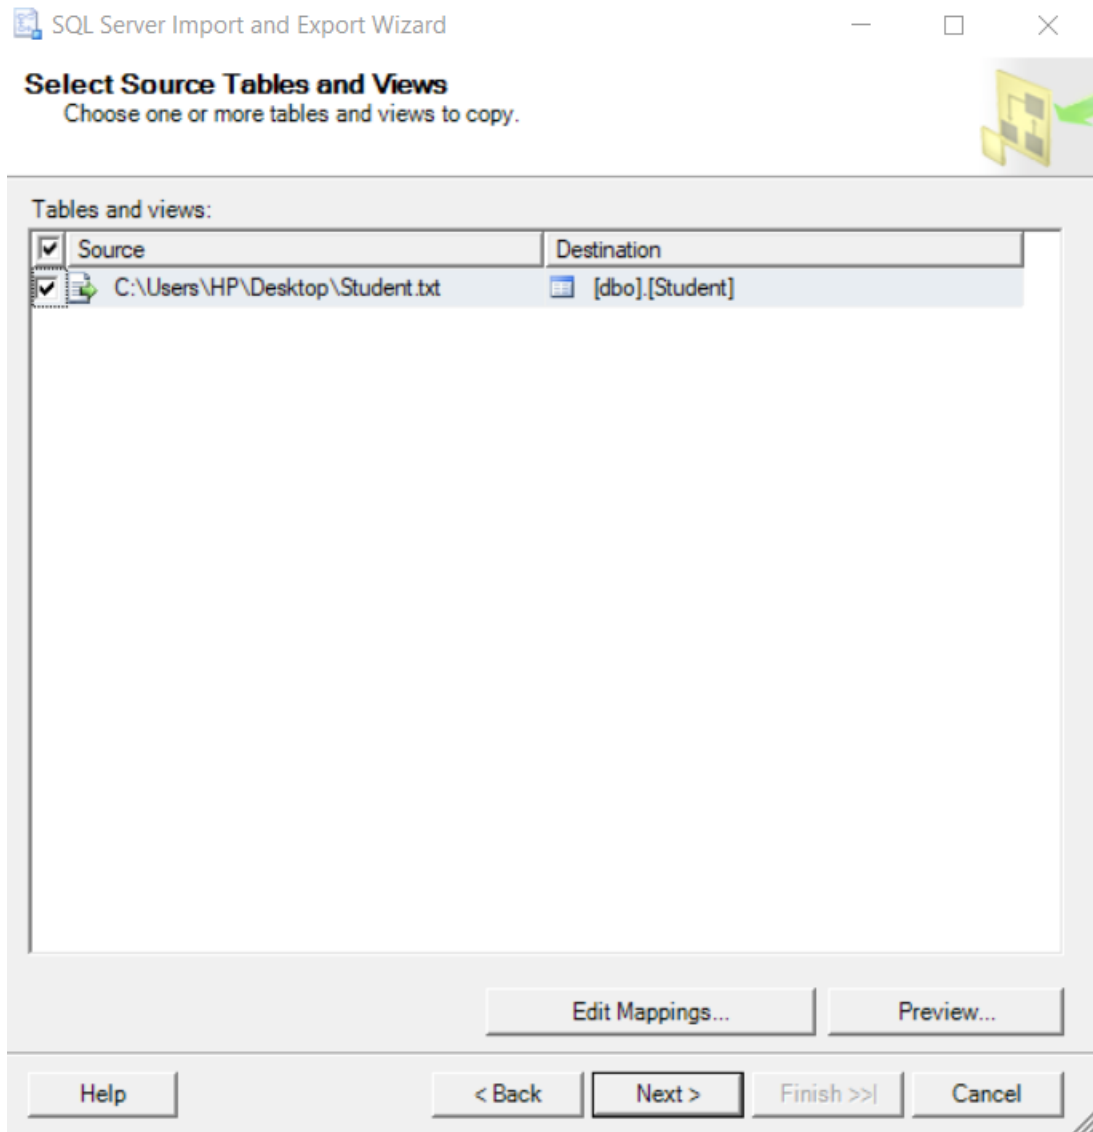 SQL Server Import and Export Wizard
Select Source Tables and Views
Choose one or more tables and views to copy.
Tables and views:
Source Destination
C:\Users\HP\Desktop\Student.txt [dbo].[Student]
Edit Mappings... Preview...
Help < Back Next > Finish >>| Cancel